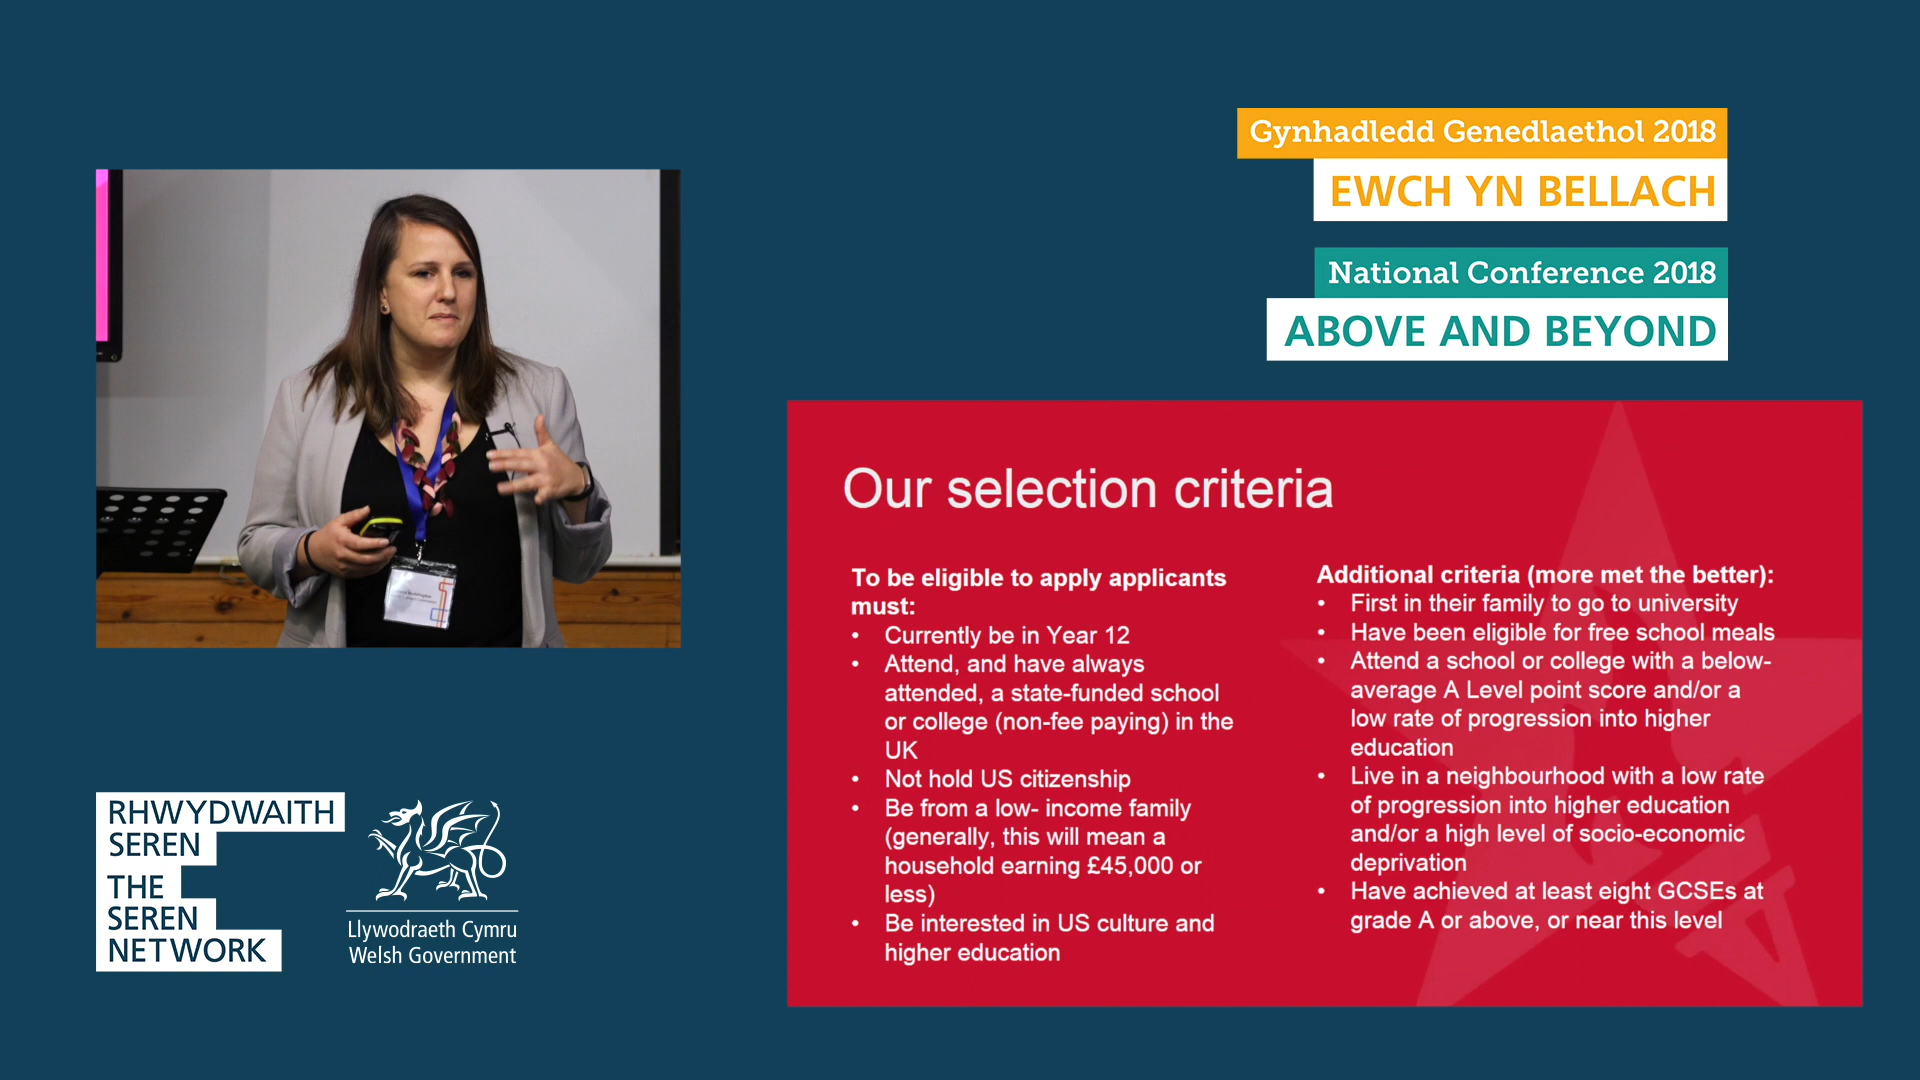 Gynhadledd Genedlaethol 2018
EWCH YN BELLACH
National Conference 2018
ABOVE AND BEYOND
Our selection criteria
To be eligible to apply applicants
must:
• Currently be in Year 12
• Attend, and have always
attended, a state-funded school
or college (non-fee paying) in the
UK
• Not hold US citizenship
• Be from a low- income family
(generally, this will mean a
household earning £45,000 or
less)
• Be interested in US culture and
higher education
Additional criteria (more met the better):
• First in their family to go to university
• Have been eligible for free school meals
• Attend a school or college with a below-
average A Level point score and/or a
low rate of progression into higher
education
• Live in a neighbourhood with a low rate
of progression into higher education
and/or a high level of socio-economic
deprivation
• Have achieved at least eight GCSEs at
grade A or above, or near this level
RHWYDWAITH
SEREN
THE
SEREN
NETWORK
Llywodraeth Cymru
Welsh Government